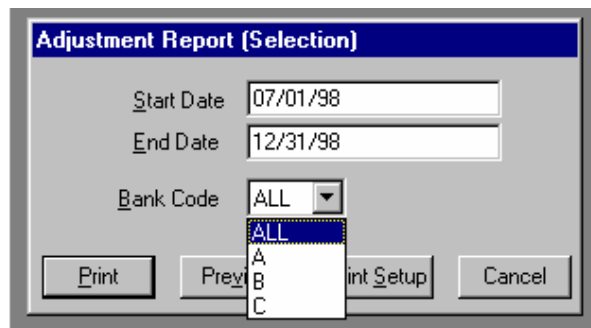 Adjustment Report (Selection)
Start Date 07/01/98
End Date 12/31/98
Bank Code ALL
ALL
A
B
C
Print Setup Cancel